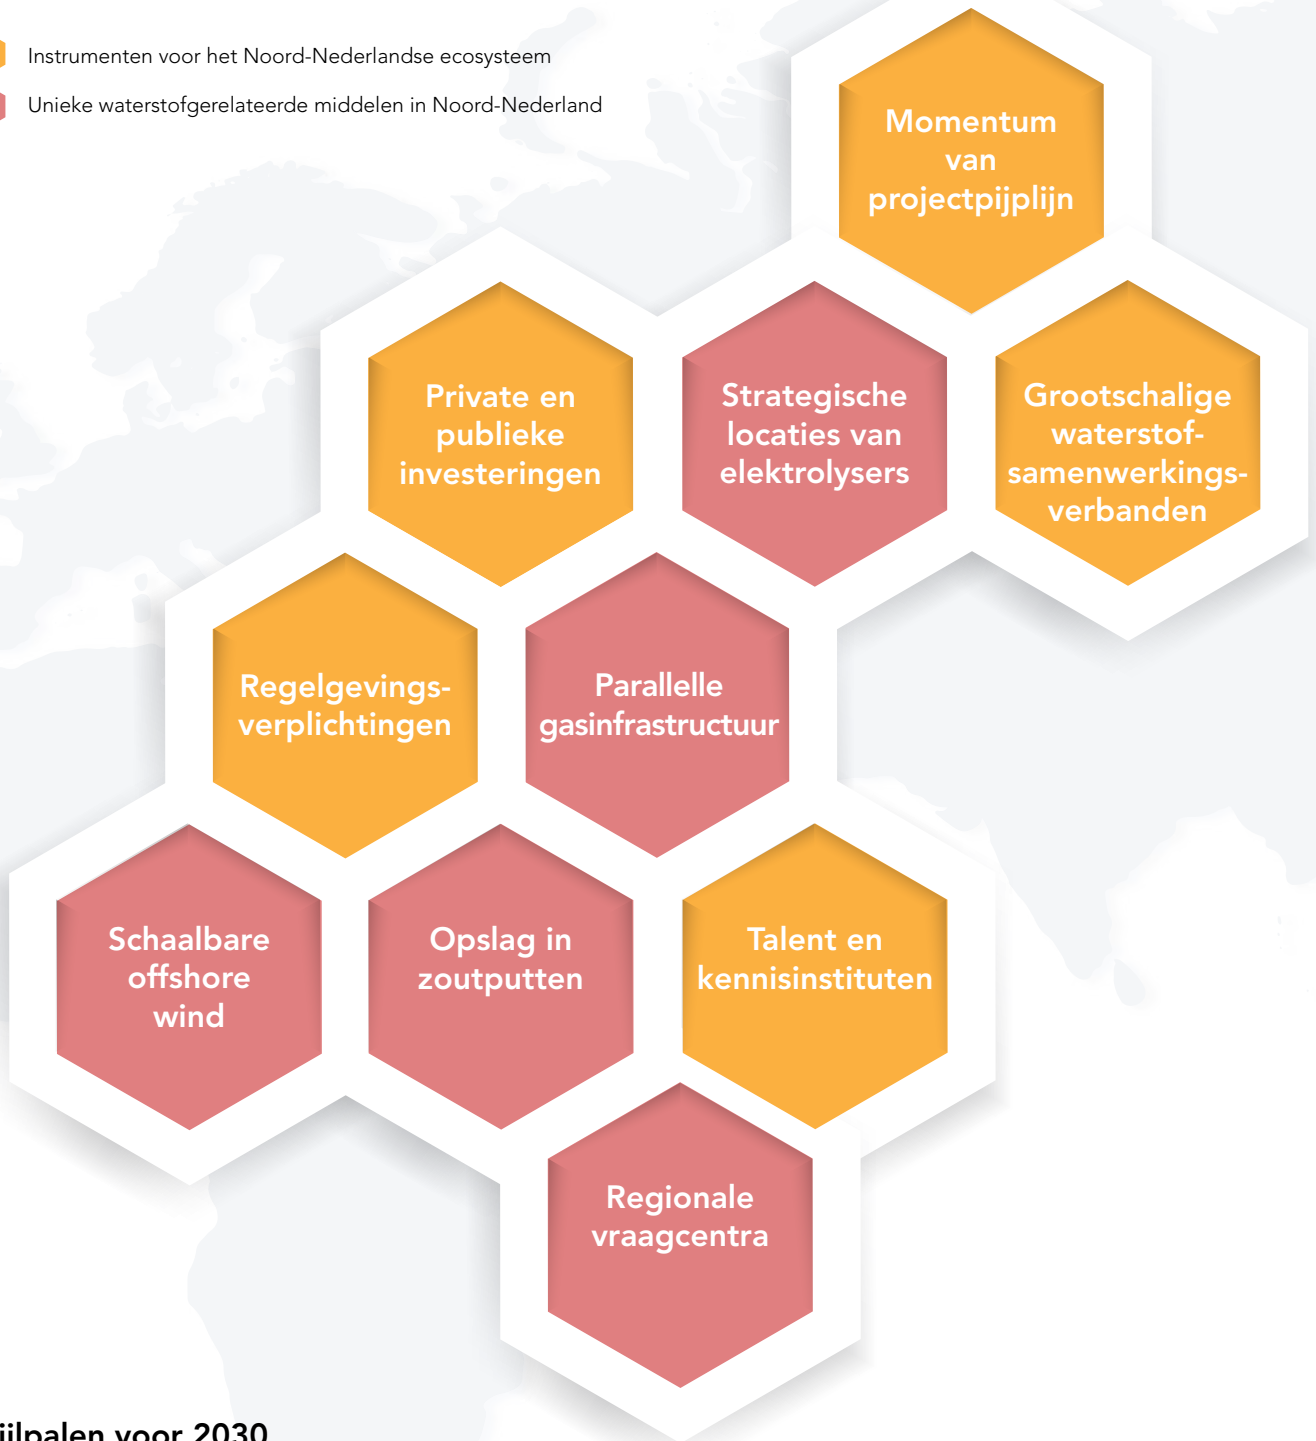 Instrumenten voor het Noord-Nederlandse ecosysteem
Unieke waterstofgerelateerde middelen in Noord-Nederland
Momentum
van
projectpijplijn
Private en
publieke
investeringen
Strategische
locaties van
elektrolysers
Grootschalige
waterstof-
samenwerkings-
verbanden
Regelgevings-
verplichtingen
Parallelle
gasinfrastructuur
Schaalbare
offshore
wind
Opslag in
zoutputten
Talent en
kennisinstituten
Regionale
vraagcentra
voor 2030